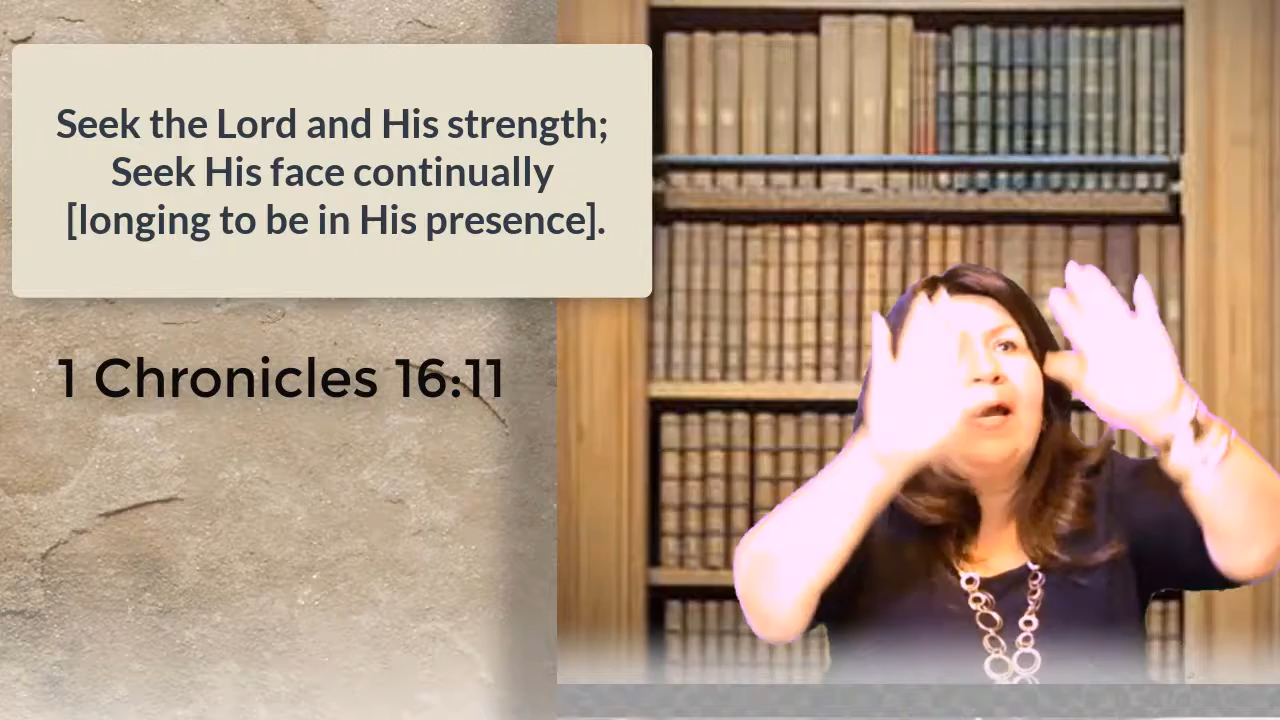 Seek the Lord and His strength;
Seek His face continually
[longing to be in His presence].
1 Chronicles 16:11